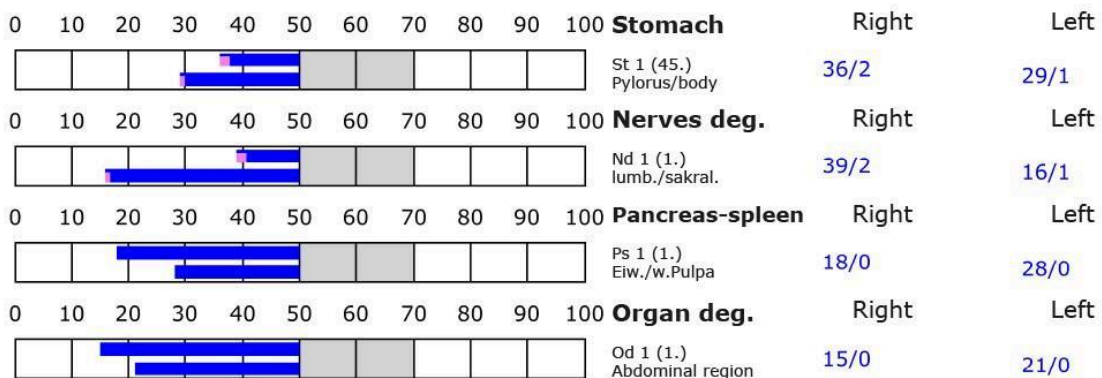 0 10 20 30 40 50 60 70 80 90 100 Stomach Right Left
St 1 (45.) 36/2 29/1
Pylorus/body
0 10 20 30 40 50 60 70 80 90 100 Nerves deg. Right Left
Nd 1 (1.) 39/2 16/1
lumb./sakral.
0 10 20 30 40 50 60 70 80 90 100 Pancreas-spleen Right Left
Ps 1 (1.) 18/0 28/0
Eiw./w.Pulpa
0 10 20 30 40 50 60 70 80 90 100 Organ deg. Right Left
Od 1 (1.) 15/0 21/0
Abdominal region